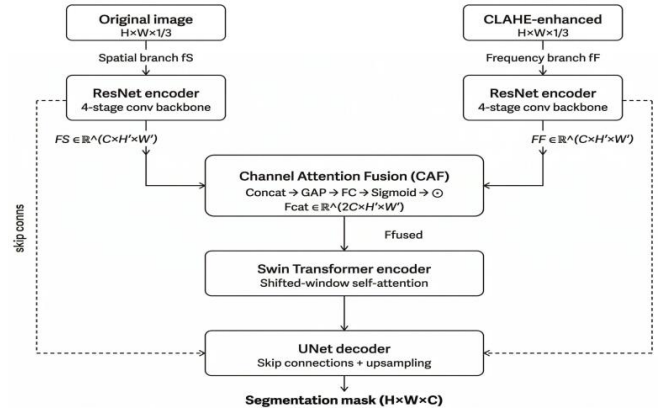 Original image
H×W×1/3
CLAHE-enhanced
H×W×1/3
Spatial branch fS
Frequency branch fF
ResNet encoder
4-stage conv backbone
ResNet encoder
4-stage conv backbone
FS ∈ ℝ^(C×H′×W′)
FF ∈ ℝ^(C×H′×W′)
Channel Attention Fusion (CAF)
Concat → GAP → FC → Sigmoid → ⊙
Fcat ∈ ℝ^(2C×H′×W′)
skip conns
Ffused
Swin Transformer encoder
Shifted-window self-attention
UNet decoder
Skip connections + upsampling
Segmentation mask (H×W×C)